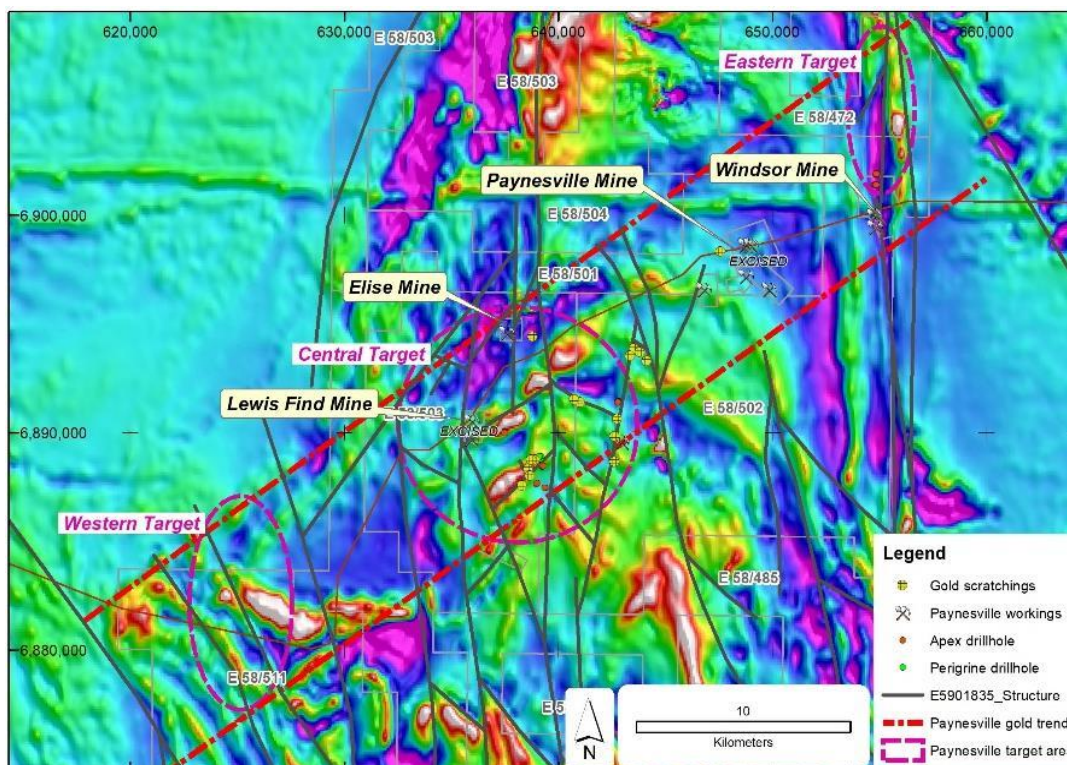 620,000
630,000
640,000
650,000
660,000
E 58/503
Eastern Target
E 58/503
E 58/472
Windsor Mine
Paynesville Mine
6,900,000
E 58/504
EXCISED
E 58/501
Elise Mine
Central Target
Lewis Find Mine
E 58/503
E 58/502
EXCISED
6,890,000
Western Target
Legend
Gold scratchings
E 58/485
Paynesville workings
Apex drillhole
6,880,000
Perigrine drillhole
E 58/511
E5901835_Structure
10
Paynesville gold trend
Kilometers
N
Paynesville target area